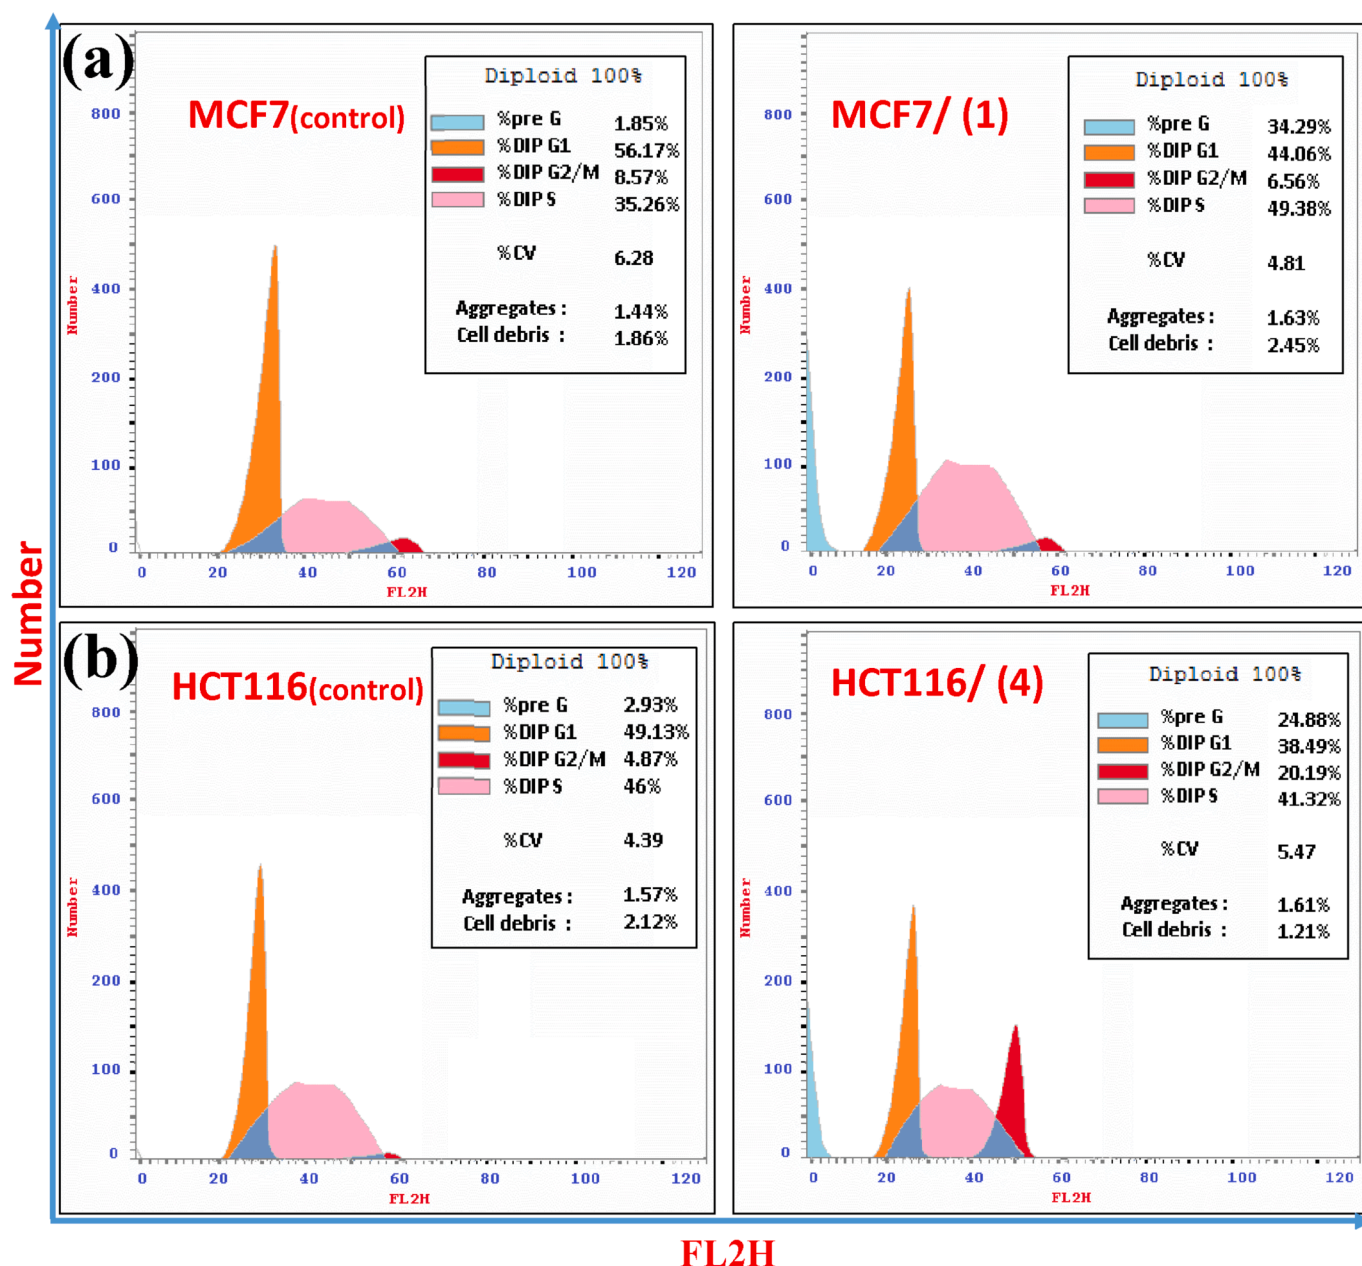 (a)
MCF7(control)
Diploid 100%
%pre G 1.85%
%DIP G1 56.17%
%DIP G2/M 8.57%
%DIP S 35.26%
%CV 6.28
Aggregates : 1.44%
Cell debris : 1.86%
800
600
400
200
100
0
Number
0 20 40 60 80 100 120
FL2H
MCF7/ (1)
Diploid 100%
%pre G 34.29%
%DIP G1 44.06%
%DIP G2/M 6.56%
%DIP S 49.38%
%CV 4.81
Aggregates : 1.63%
Cell debris : 2.45%
800
600
400
200
100
0
Number
0 20 40 60 80 100 120
FL2H
(b)
HCT116(control)
Diploid 100%
%pre G 2.93%
%DIP G1 49.13%
%DIP G2/M 4.87%
%DIP S 46%
%CV 4.39
Aggregates : 1.57%
Cell debris : 2.12%
800
600
400
200
100
0
Number
0 20 40 60 80 100 120
FL2H
HCT116/ (4)
Diploid 100%
%pre G 24.88%
%DIP G1 38.49%
%DIP G2/M 20.19%
%DIP S 41.32%
%CV 5.47
Aggregates : 1.61%
Cell debris : 1.21%
800
600
400
200
100
0
Number
0 20 40 60 80 100 120
FL2H
Number
FL2H